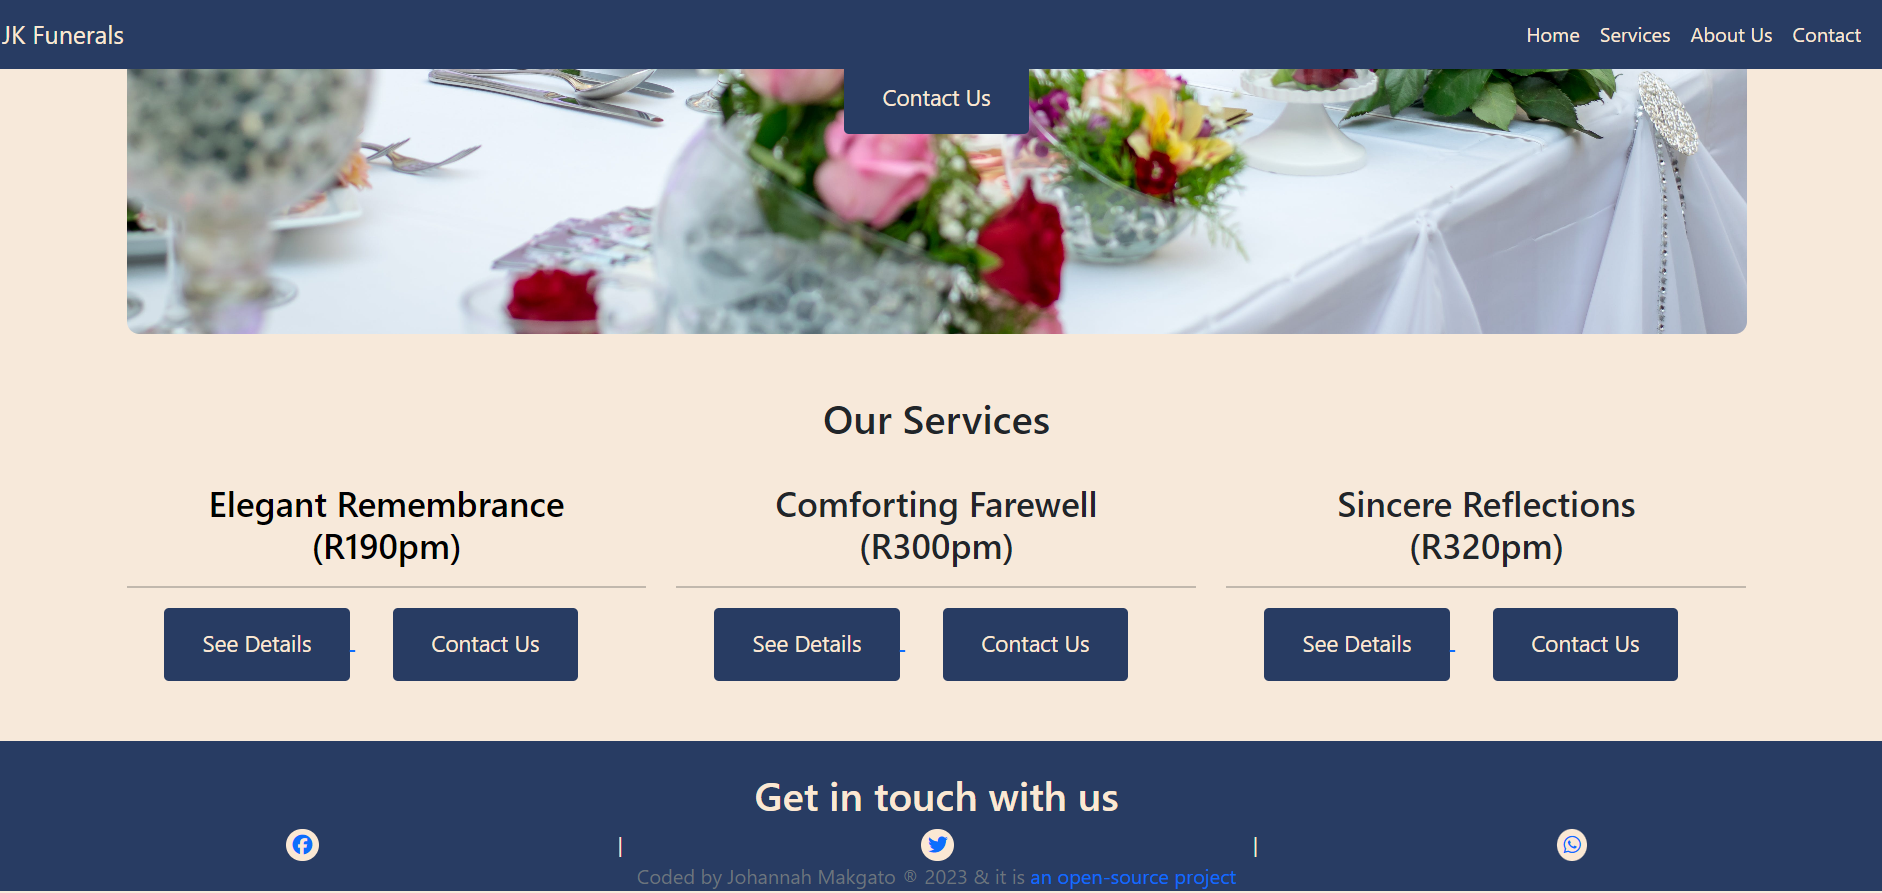 JK Funerals
Home Services About Us Contact
Contact Us
Our Services
Elegant Remembrance
(R190pm)
See Details Contact Us
Comforting Farewell
(R300pm)
See Details Contact Us
Sincere Reflections
(R320pm)
See Details Contact Us
Get in touch with us
| |
Coded by Johannah Makgato ® 2023 & it is an open-source project